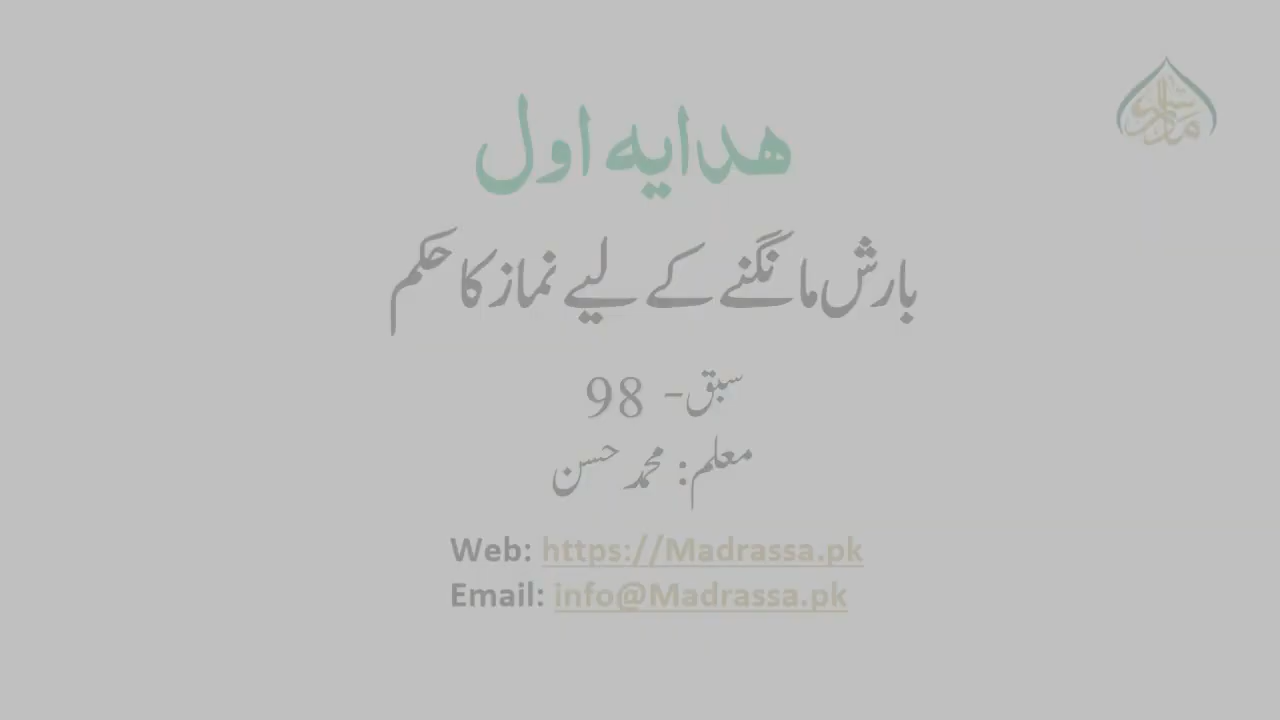 ھدایہ اول
بارش مانگنے کے لیے نماز کا حکم
سبق - 98
معلم: محمد حسن
Web: https://Madrassa.pk
Email: info@Madrassa.pk